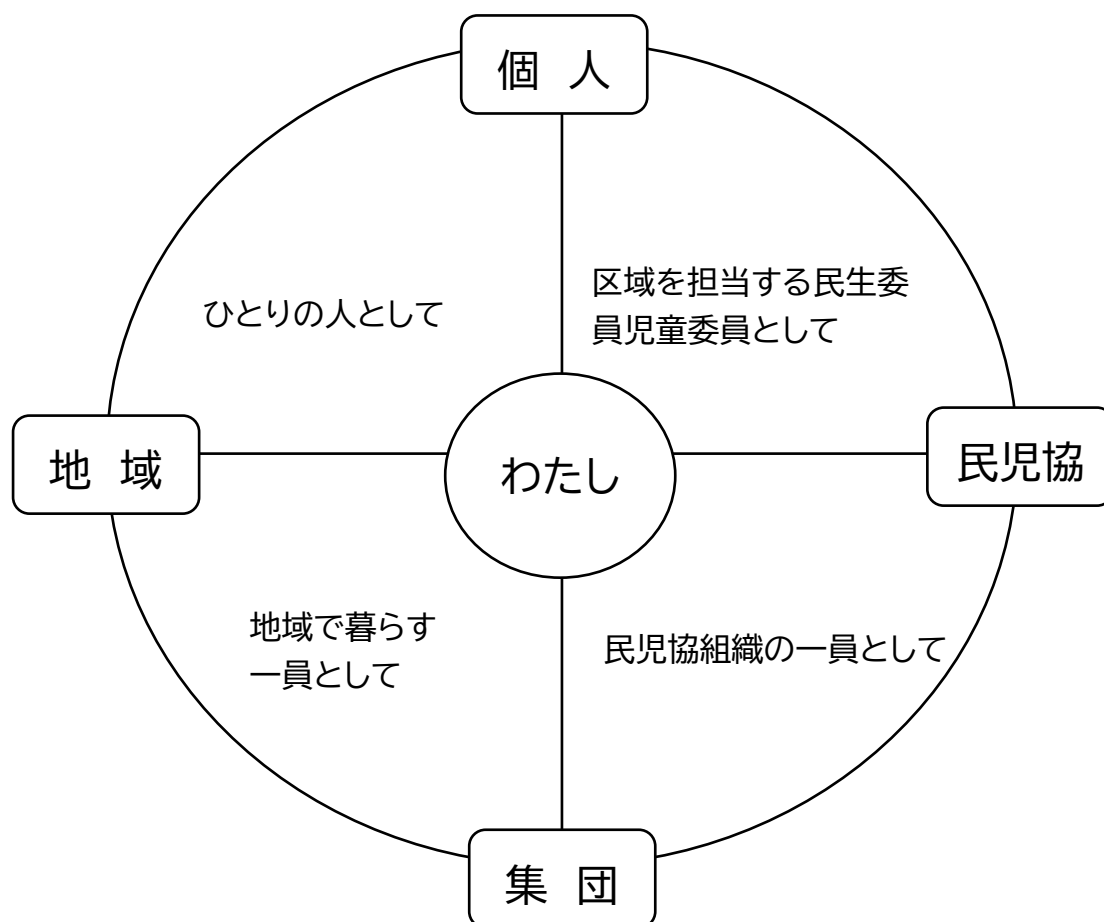 個 人
ひとりの人として
区域を担当する民生委
員児童委員として
地 域
わたし
民児協
地域で暮らす
一員として
民児協組織の一員として
集 団